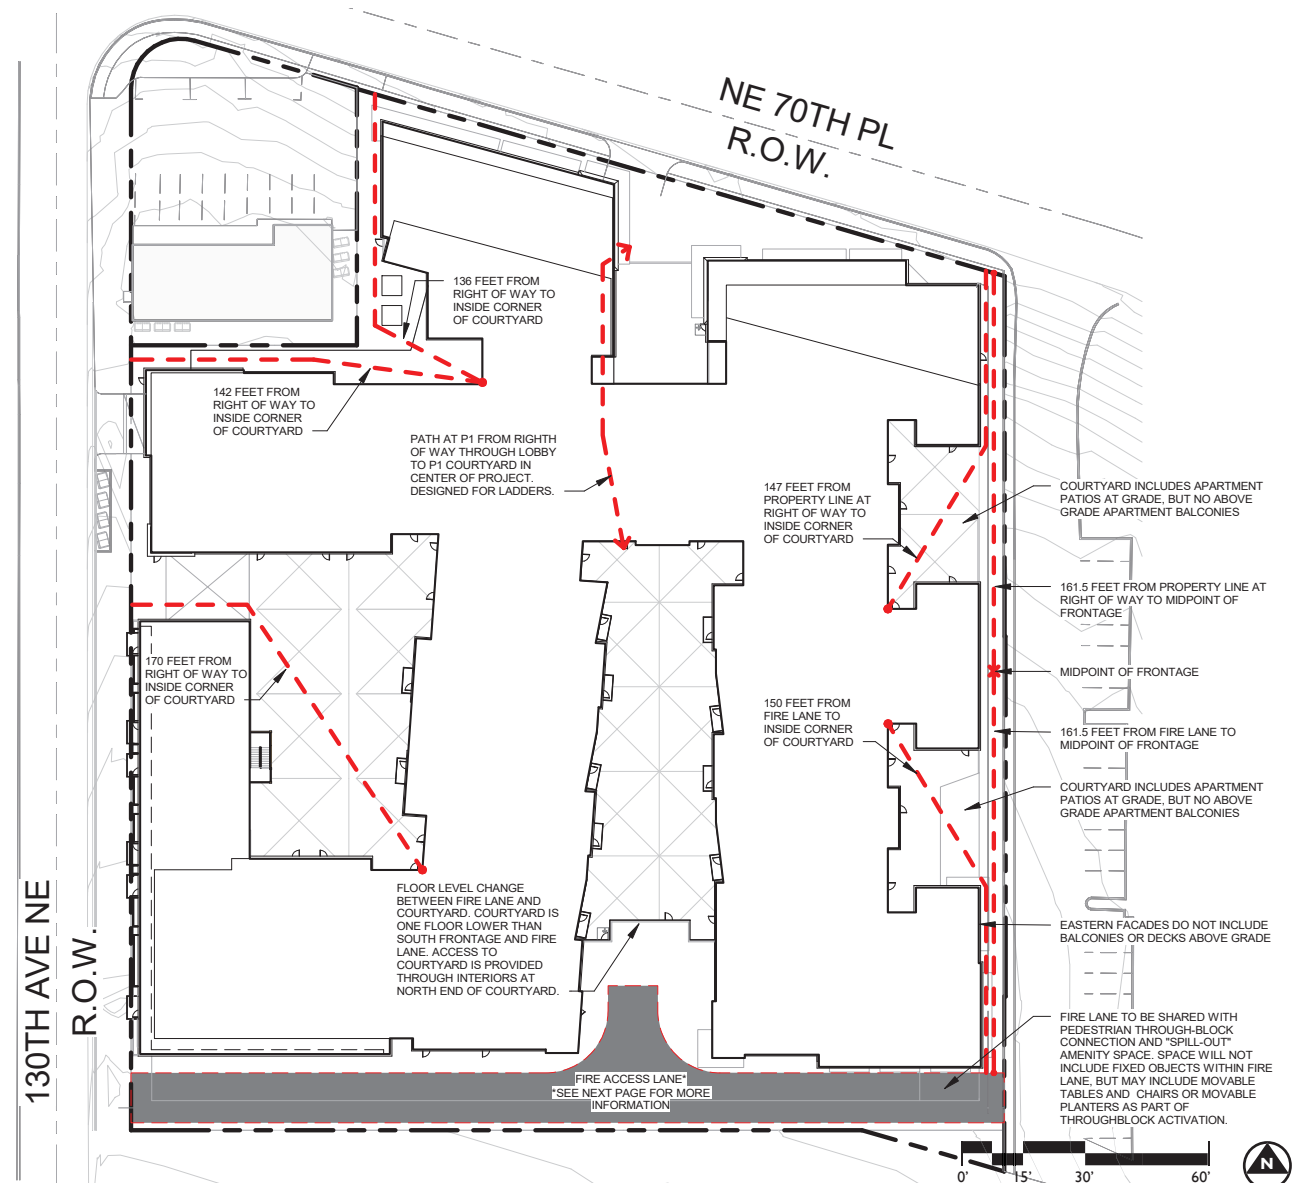 NE 70TH PL
R.O.W.
136 FEET FROM
RIGHT OF WAY TO
INSIDE CORNER
OF COURTYARD
142 FEET FROM
RIGHT OF WAY TO
INSIDE CORNER
OF COURTYARD
PATH AT P1 FROM RIGHTH
OF WAY THROUGH LOBBY
TO P1 COURTYARD IN
CENTER OF PROJECT.
DESIGNED FOR LADDERS.
147 FEET FROM
PROPERTY LINE AT
RIGHT OF WAY TO
INSIDE CORNER
OF COURTYARD
COURTYARD INCLUDES APARTMENT
PATIOS AT GRADE, BUT NO ABOVE
GRADE APARTMENT BALCONIES
161.5 FEET FROM PROPERTY LINE AT
RIGHT OF WAY TO MIDPOINT OF
FRONTAGE
170 FEET FROM
RIGHT OF WAY TO
INSIDE CORNER
OF COURTYARD
MIDPOINT OF FRONTAGE
150 FEET FROM
FIRE LANE TO
INSIDE CORNER
OF COURTYARD
161.5 FEET FROM FIRE LANE TO
MIDPOINT OF FRONTAGE
COURTYARD INCLUDES APARTMENT
PATIOS AT GRADE, BUT NO ABOVE
GRADE APARTMENT BALCONIES
FLOOR LEVEL CHANGE
BETWEEN FIRE LANE AND
COURTYARD. COURTYARD IS
ONE FLOOR LOWER THAN
SOUTH FRONTAGE AND FIRE
LANE. ACCESS TO
COURTYARD IS PROVIDED
THROUGH INTERIORS AT
NORTH END OF COURTYARD.
EASTERN FACADES DO NOT INCLUDE
BALCONIES OR DECKS ABOVE GRADE
130TH AVE NE
R.O.W.
FIRE LANE TO BE SHARED WITH
PEDESTRIAN THROUGH-BLOCK
CONNECTION AND "SPILL-OUT"
AMENITY SPACE. SPACE WILL NOT
INCLUDE FIXED OBJECTS WITHIN FIRE
LANE, BUT MAY INCLUDE MOVABLE
TABLES AND CHAIRS OR MOVABLE
PLANTERS AS PART OF
THROUGHBLOCK ACTIVATION.
FIRE ACCESS LANE*
*SEE NEXT PAGE FOR MORE
INFORMATION
0' 15' 30' 60'
N